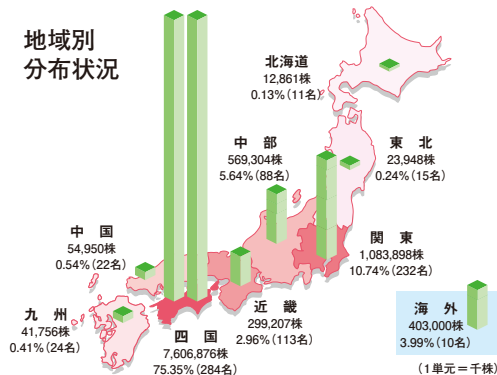 地域別
分布状況
北海道
12,861株
0.13%(11名)
中部
569,304株
5.64%(88名)
東北
23,948株
0.24%(15名)
中国
54,950株
0.54%(22名)
関東
1,083,898株
10.74%(232名)
九州
41,756株
0.41%(24名)
四国
7,606,876株
75.35%(284名)
近畿
299,207株
2.96%(113名)
海外
403,000株
3.99%(10名)
(1単元=千株)